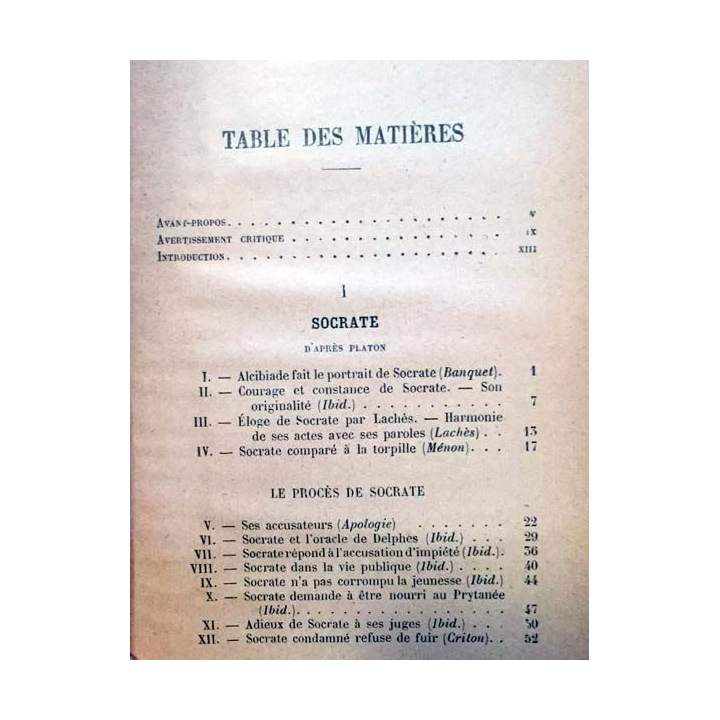 TABLE DES MATIÈRES
AVANT-PROPOS. . . . . . . . . . . . . . . . . . . . V
AVERTISSEMENT CRITIQUE . . . . . . . . . . . . . . . IX
INTRODUCTION. . . . . . . . . . . . . . . . . . . . XIII
I
SOCRATE
D'APRÈS PLATON
I. — Alcibiade fait le portrait de Socrate (Banquet). 1
II. — Courage et constance de Socrate. — Son
originalité (Ibid.) . . . . . . . . . . . 7
III. — Éloge de Socrate par Lachès. — Harmonie
de ses actes avec ses paroles (Lachès) . . 13
IV. — Socrate comparé à la torpille (Ménon). . . 17
LE PROCÈS DE SOCRATE
V. — Ses accusateurs (Apologie) . . . . . . . 22
VI. — Socrate et l'oracle de Delphes (Ibid.) . . . 29
VII. — Socrate répond à l'accusation d'impiété (Ibid.). 36
VIII. — Socrate dans la vie publique (Ibid.) . . . . 40
IX. — Socrate n'a pas corrompu la jeunesse (Ibid.) 44
X. — Socrate demande à être nourri au Prytanée
(Ibid.). . . . . . . . . . . . . . . . . 47
XI. — Adieux de Socrate à ses juges (Ibid.) . . . 50
XII. — Socrate condamné refuse de fuir (Criton). . 52